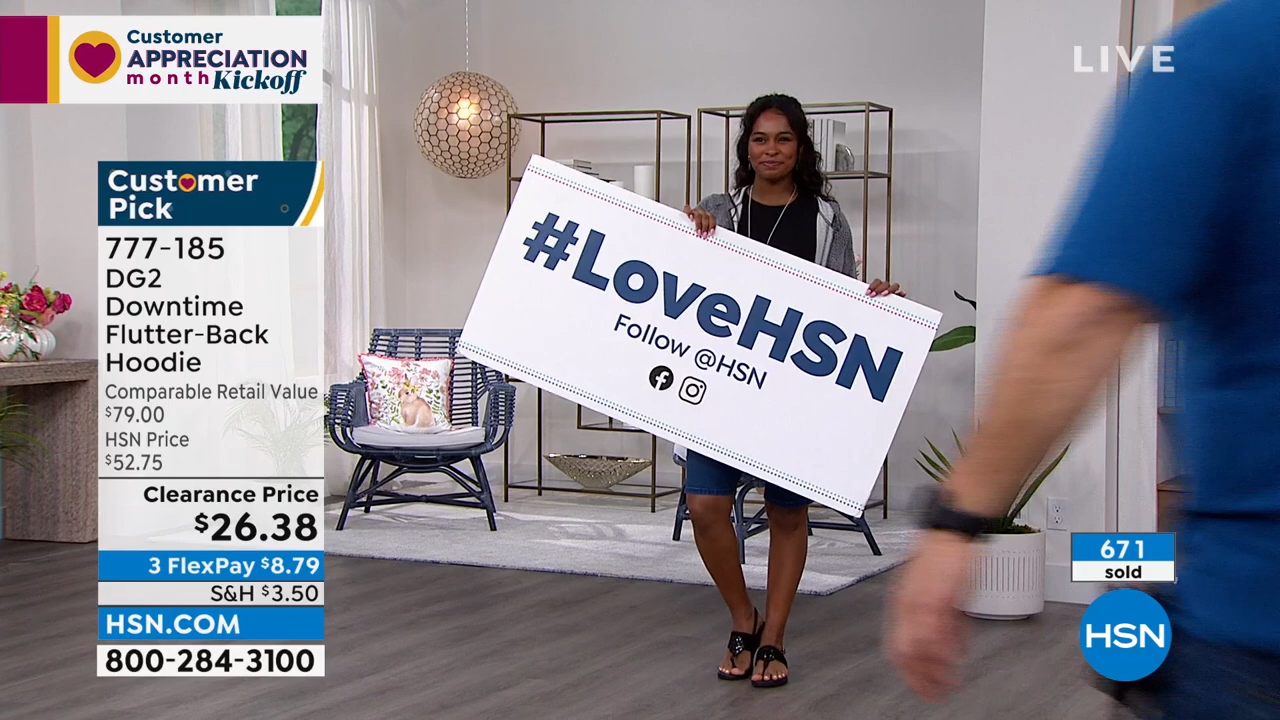 Customer
APPRECIATION
month Kickoff
LIVE
Customer
Pick
777-185
DG2
Downtime
Flutter-Back
Hoodie
Comparable Retail Value
$79.00
HSN Price
$52.75
Clearance Price
$26.38
3 FlexPay $8.79
S&H $3.50
HSN.COM
800-284-3100
#LoveHSN
Follow @HSN
671
sold
HSN